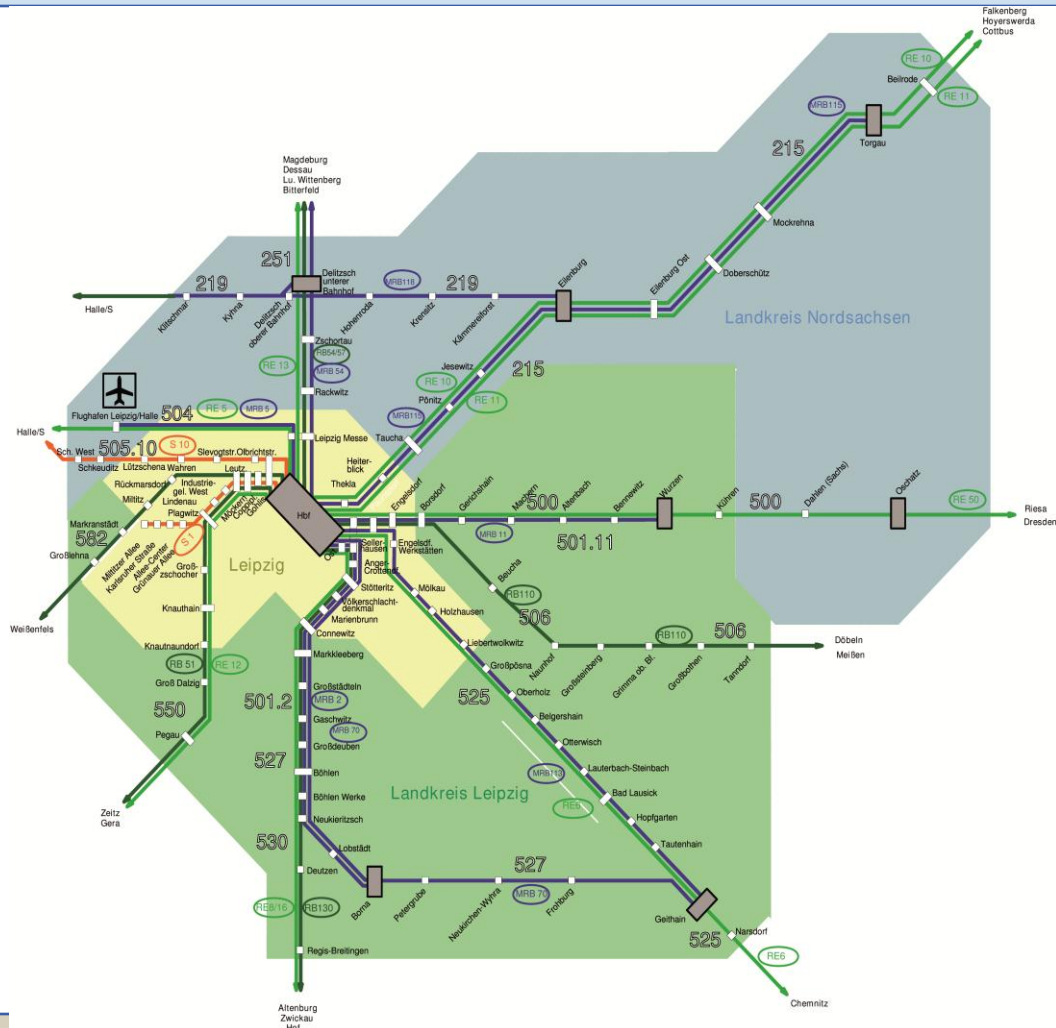 Falkenberg
Hoyerswerda
Cottbus
RE 10
Beilrode
RE 11
MRB115
Torgau
215
Magdeburg
Dessau
Lu. Wittenberg
Bitterfeld
Mockrehna
251
Eilenburg Ost
Doberschütz
219
Delitzsch
unterer
Bahnhof
MRB118
219
Eilenburg
Halle/S
Klitschmar
Kyhna
Delitzsch
oberer Bahnhof
Hohenroda
Krensitz
Kämmereiforst
Landkreis Nordsachsen
Zschortau
RB54/57
RE 13
MRB 54
Jesewitz
215
Rackwitz
RE 10
Pönitz
RE 11
Flughafen Leipzig/Halle
504
RE 5
MRB 5
MRB115
Taucha
Halle/S
505.10
S 10
Leipzig Messe
Sch. West
Schkeuditz
Lützschena
Wahren
Slevogtstr.
Olbrichtstr.
Heiter-
blick
Thekla
Rückmarsdorf
Leutz.
Miltitz
Industrie-
gel. West
Lindenau
Plagwitz
Möckern
Coppipl.
Gohlis
Hbf
Engelsdorf
Borsdorf
Gerichshain
Machern
500
Altenbach
Bennewitz
Wurzen
Kühren
500
Dahlen (Sachs)
Oschatz
RE 50
Riesa
Dresden
MRB 11
501.11
Markranstädt
582
Großlehna
S 1
Miltitzer Allee
Karlsruher Straße
Allee-Center
Grünauer Allee
Seller-
hausen
Engelsdf.
Werkstätten
Anger-
Crottendf.
Leipzig
Groß-
zschocher
Stötteritz
Völkerschlacht-
denkmal
Marienbrunn
Connewitz
Mölkau
Holzhausen
Beucha
RB110
506
Knauthain
Weißenfels
Liebertwolkwitz
RB110
506
Döbeln
Meißen
Knautnaundorf
Markkleeberg
Großpösna
Naunhof
Großsteinberg
Grimma ob. Bf.
Großbothen
Tanndorf
RB 51
RE 12
Groß Dalzig
Großstädteln
501.2
MRB 2
525
Oberholz
550
Gaschwitz
MRB 70
Belgershain
Pegau
Großdeuben
Otterwisch
527
Böhlen
MRB113
Lauterbach-Steinbach
Böhlen Werke
Landkreis Leipzig
RE6
Bad Lausick
Zeitz
Gera
Neukieritzsch
Hopfgarten
530
Lobstädt
Tautenhain
Deutzen
527
RE8/16
RB130
Borna
Petergrube
Neukirchen-Wyhra
MRB 70
Frohburg
Geithain
525
Narsdorf
Regis-Breitingen
RE6
Chemnitz
Altenburg
Zwickau
Hof